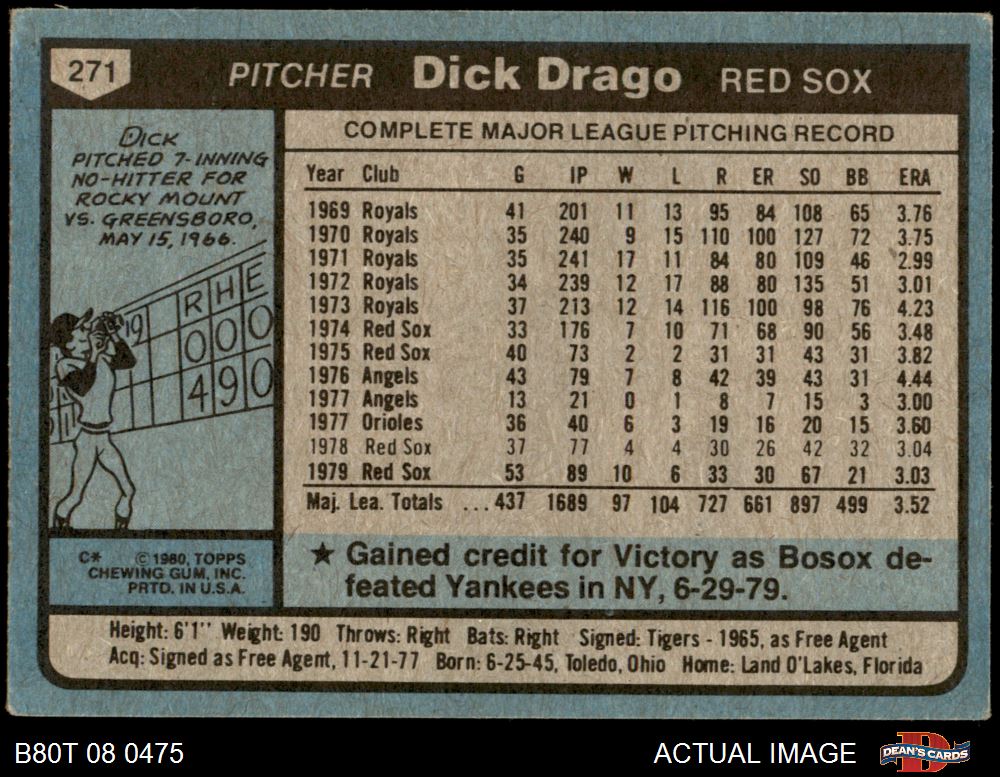 271 PITCHER Dick Drago RED SOX
DICK
PITCHED 7-INNING
NO-HITTER FOR
ROCKY MOUNT
VS. GREENSBORO,
MAY 15, 1966.
19 R H E
0 0 0
4 9 0
C* © 1980, TOPPS
CHEWING GUM, INC.
PRTD. IN U.S.A.
COMPLETE MAJOR LEAGUE PITCHING RECORD
Year Club G IP W L R ER SO BB ERA
1969 Royals 41 201 11 13 95 84 108 65 3.76
1970 Royals 35 240 9 15 110 100 127 72 3.75
1971 Royals 35 241 17 11 84 80 109 46 2.99
1972 Royals 34 239 12 17 88 80 135 51 3.01
1973 Royals 37 213 12 14 116 100 98 76 4.23
1974 Red Sox 33 176 7 10 71 68 90 56 3.48
1975 Red Sox 40 73 2 2 31 31 43 31 3.82
1976 Angels 43 79 7 8 42 39 43 31 4.44
1977 Angels 13 21 0 1 8 7 15 3 3.00
1977 Orioles 36 40 6 3 19 16 20 15 3.60
1978 Red Sox 37 77 4 4 30 26 42 32 3.04
1979 Red Sox 53 89 10 6 33 30 67 21 3.03
Maj. Lea. Totals ... 437 1689 97 104 727 661 897 499 3.52
★ Gained credit for Victory as Bosox de-
feated Yankees in NY, 6-29-79.
Height: 6'1" Weight: 190 Throws: Right Bats: Right Signed: Tigers - 1965, as Free Agent
Acq: Signed as Free Agent, 11-21-77 Born: 6-25-45, Toledo, Ohio Home: Land O'Lakes, Florida
B80T 08 0475 ACTUAL IMAGE DEAN'S CARDS